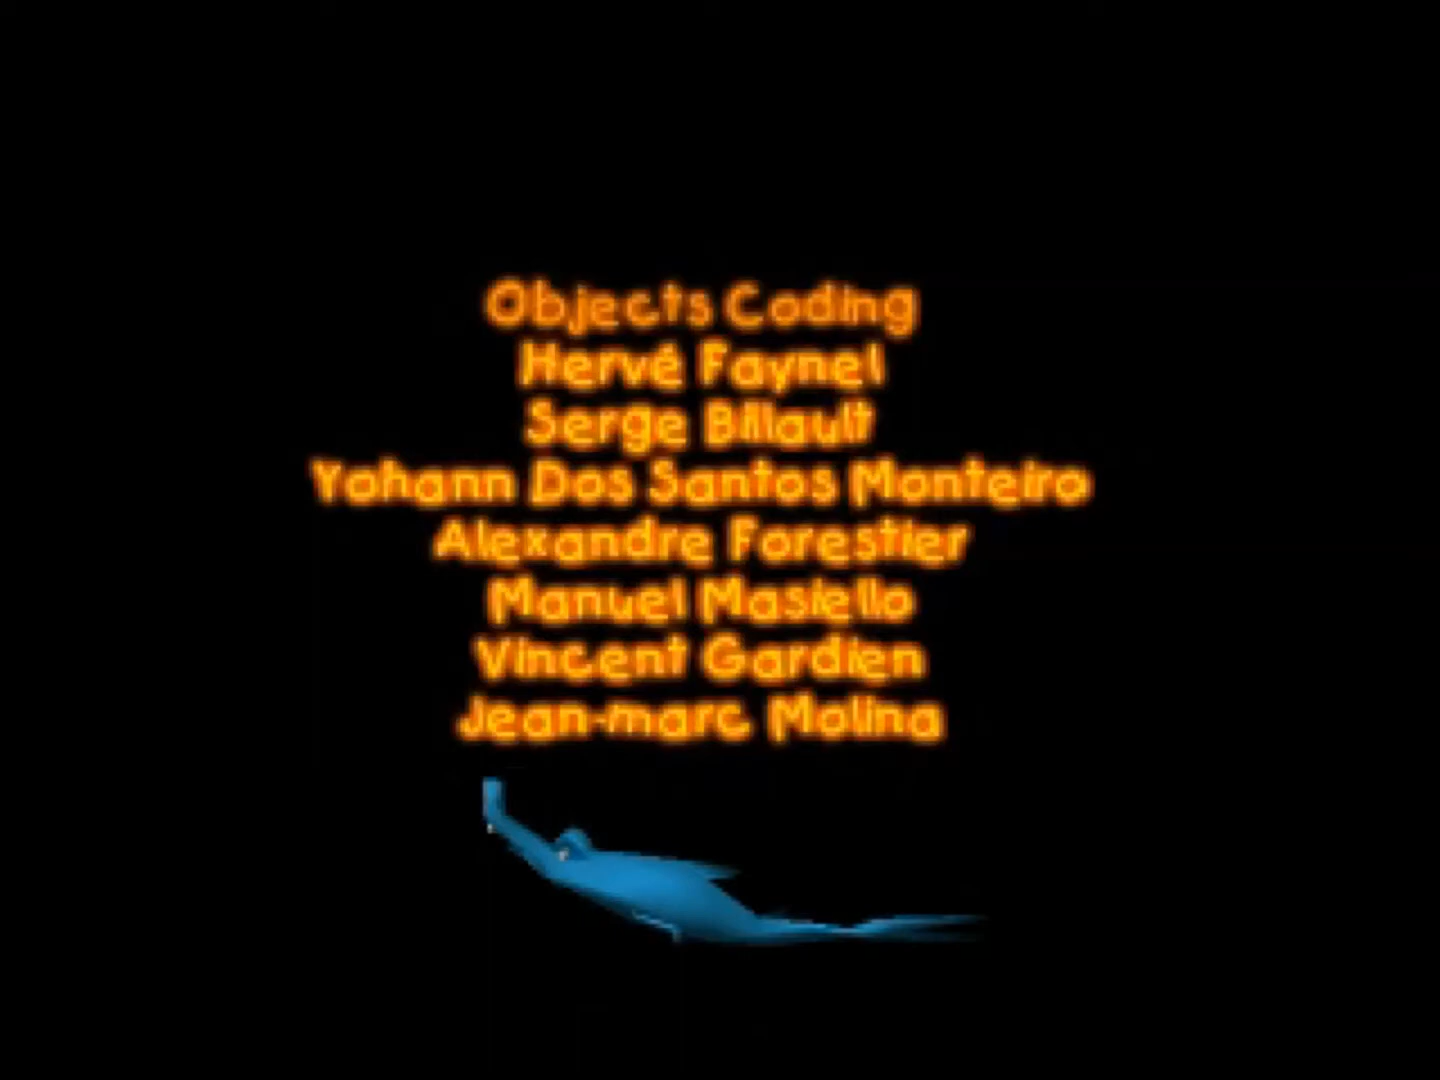 Objects Coding
Hervé Faynel
Serge Billault
Yohann Dos Santos Monteiro
Alexandre Forestier
Manuel Masiello
Vincent Gardien
Jean-marc Molina